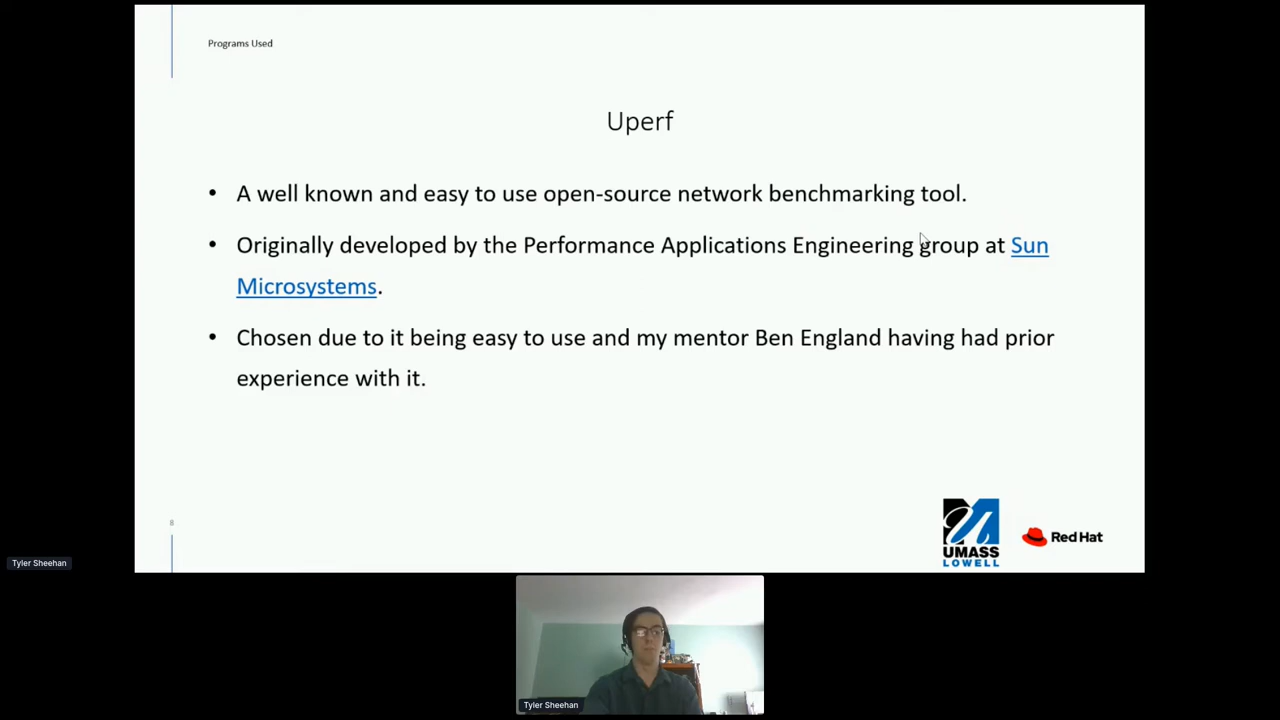 Programs Used
Uperf
• A well known and easy to use open-source network benchmarking tool.
• Originally developed by the Performance Applications Engineering group at Sun
Microsystems.
• Chosen due to it being easy to use and my mentor Ben England having had prior
experience with it.
8
UMASS
LOWELL
Red Hat
Tyler Sheehan
Tyler Sheehan